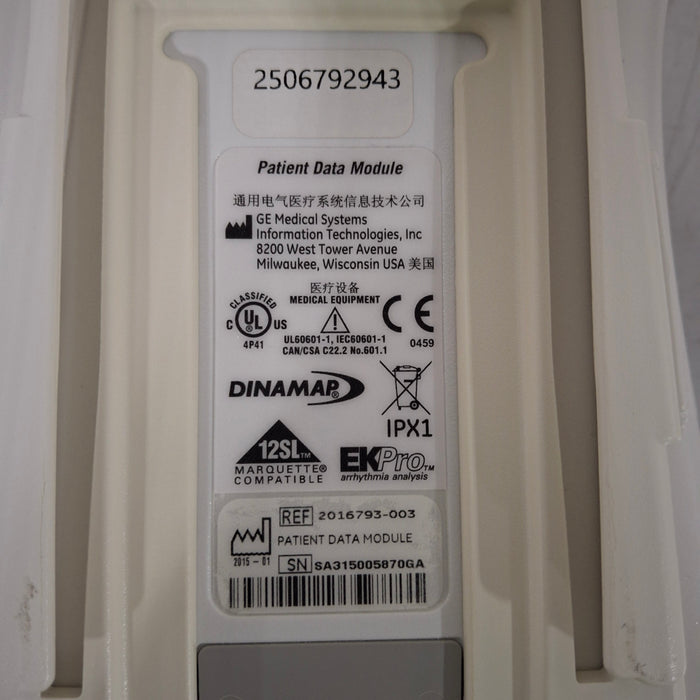 2506792943
Patient Data Module
通用电气医疗系统信息技术公司
GE Medical Systems
Information Technologies, Inc
8200 West Tower Avenue
Milwaukee, Wisconsin USA 美国
医疗设备
MEDICAL EQUIPMENT
CLASSIFIED
C UL US
4P41
UL60601-1, IEC60601-1
CAN/CSA C22.2 No.601.1
CE
0459
DINAMAP®
IPX1
12SL™
MARQUETTE®
COMPATIBLE
EKPro™
arrhythmia analysis
REF 2016793-003
2015-01
PATIENT DATA MODULE
SN SA315005870GA